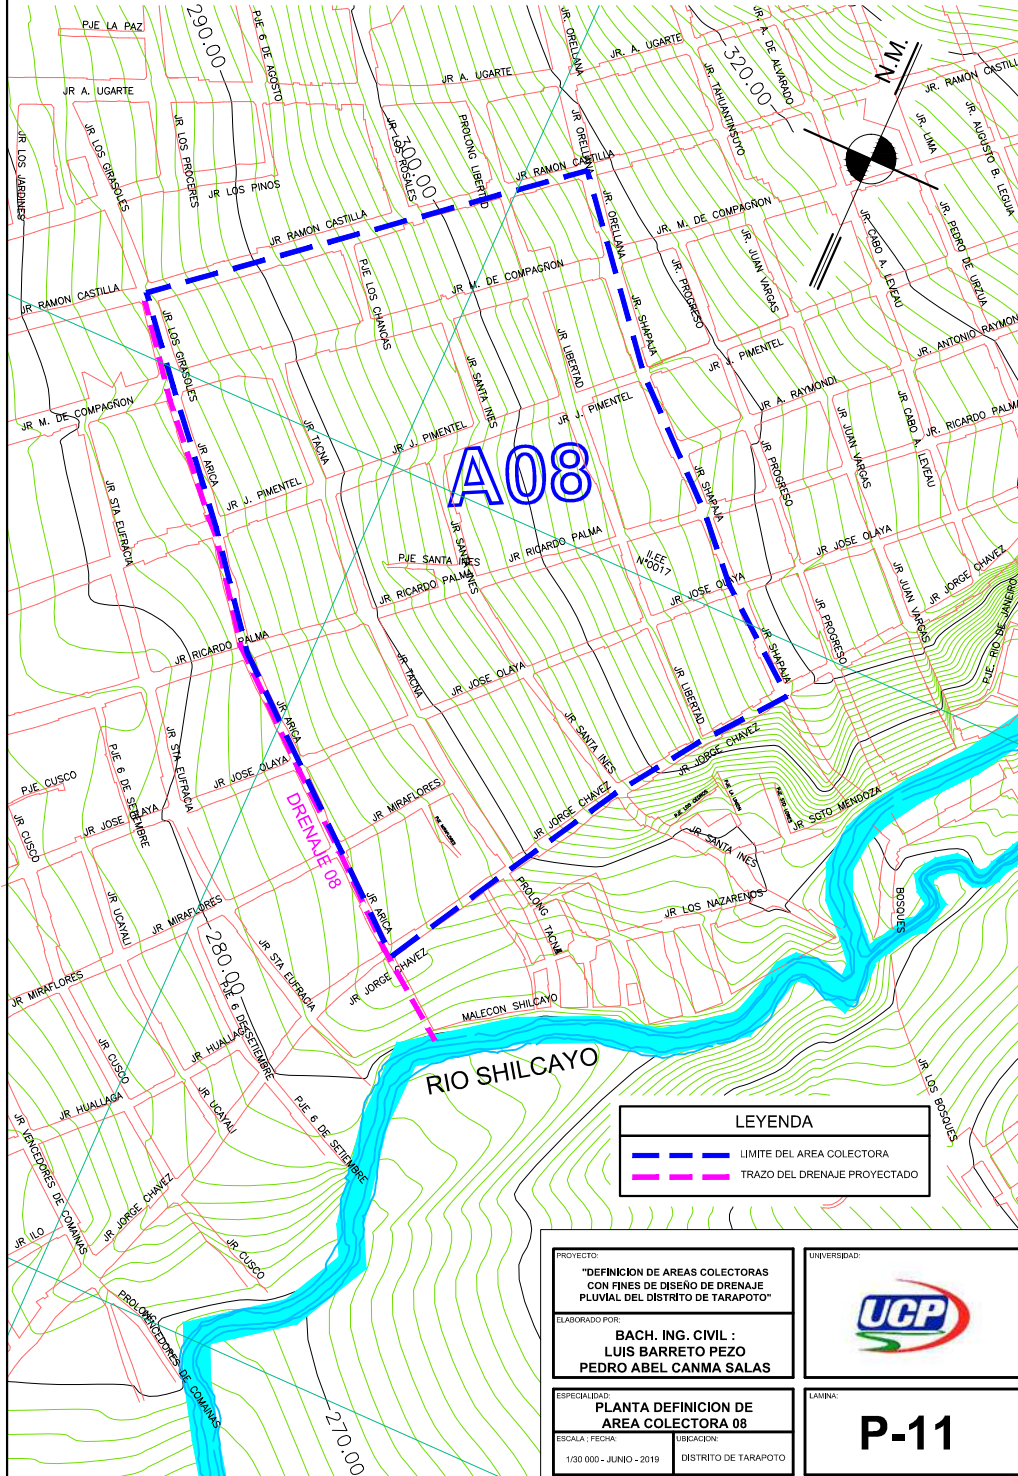 PJE LA PAZ
290.00
PJE 6 DE AGOSTO
JR. ORELLANA
JR. A. UGARTE
JR. A. DE ALVARADO
320.00
N.M.
JR. RAMON CASTILL
JR A. UGARTE
JR A. UGARTE
JR. TAHUANTINSUYO
JR LOS JARDINES
JR LOS GIRASOLES
JR LOS PROCERES
JR LOS ROSALES
300.00
PROLONG LIBERTAD
JR ORELLANA
JR. LIMA
JR. AUGUSTO B. LEGUIA
JR LOS PINOS
JR RAMON CASTILLA
JR RAMON CASTILLA
JR. ORELLANA
JR. M. DE COMPAGÑON
JR. CABO A. LEVEAU
JR. PEDRO DE URZUA
JR RAMON CASTILLA
PJE LOS CHANCAS
JR M. DE COMPAGÑON
JR. PROGRESO
JR. JUAN VARGAS
JR LOS GIRASOLES
JR SHAPAJA
JR. ANTONIO RAYMON
JR LIBERTAD
JR J. PIMENTEL
JR SANTA INES
JR M. DE COMPAGÑON
JR A. RAYMONDI
JR J. PIMENTEL
JR CABO A. LEVEAU
JR. RICARDO PALMA
JR TACNA
JR J. PIMENTEL
JR JUAN VARGAS
JR ARICA
A08
JR PROGRESO
JR SHAPAJA
JR STA EUFRACIA
JR J. PIMENTEL
JR SANTA INES
PJE SANTA INES
JR RICARDO PALMA
II.EE
N°0017
JR JOSE OLAYA
JR JORGE CHAVEZ
JR RICARDO PALMA
JR JOSE OLAYA
JR JUAN VARGAS
PJE. RIO DE JANEIRO
JR PROGRESO
JR RICARDO PALMA
JR TACNA
JR JOSE OLAYA
JR SHAPAJA
JR LIBERTAD
JR ARICA
JR STA EUFRACIA
JR SANTA INES
JR JORGE CHAVEZ
PJE 6 DE SETIEMBRE
PJE CUSCO
JR JOSE OLAYA
JR MIRAFLORES
JR JORGE CHAVEZ
JR SGTO MENDOZA
JR CUSCO
JR JOSE OLAYA
DRENAJE 08
JR SANTA INES
JR UCAYALI
JR MIRAFLORES
JR ARICA
PROLONG TACNA
JR LOS NAZARENOS
BOSQUES
280.00
JR STA EUFRACIA
JR JORGE CHAVEZ
JR MIRAFLORES
PJE 6 DE SETIEMBRE
MALECON SHILCAYO
JR CUSCO
JR HUALLAGA
RIO SHILCAYO
JR HUALLAGA
JR UCAYALI
PJE 6 DE SETIEMBRE
JR LOS BOSQUES
JR VENCEDORES DE COMAINAS
JR JORGE CHAVEZ
JR ILO
JR CUSCO
PROLONG VENCEDORES DE COMAINAS
270.00
LEYENDA
LIMITE DEL AREA COLECTORA
TRAZO DEL DRENAJE PROYECTADO
PROYECTO:
"DEFINICION DE AREAS COLECTORAS
CON FINES DE DISEÑO DE DRENAJE
PLUVIAL DEL DISTRITO DE TARAPOTO"
ELABORADO POR:
BACH. ING. CIVIL :
LUIS BARRETO PEZO
PEDRO ABEL CANMA SALAS
UNIVERSIDAD:
UCP
ESPECIALIDAD:
PLANTA DEFINICION DE
AREA COLECTORA 08
ESCALA ; FECHA:
1/30 000 - JUNIO - 2019
UBICACION:
DISTRITO DE TARAPOTO
LAMINA:
P-11